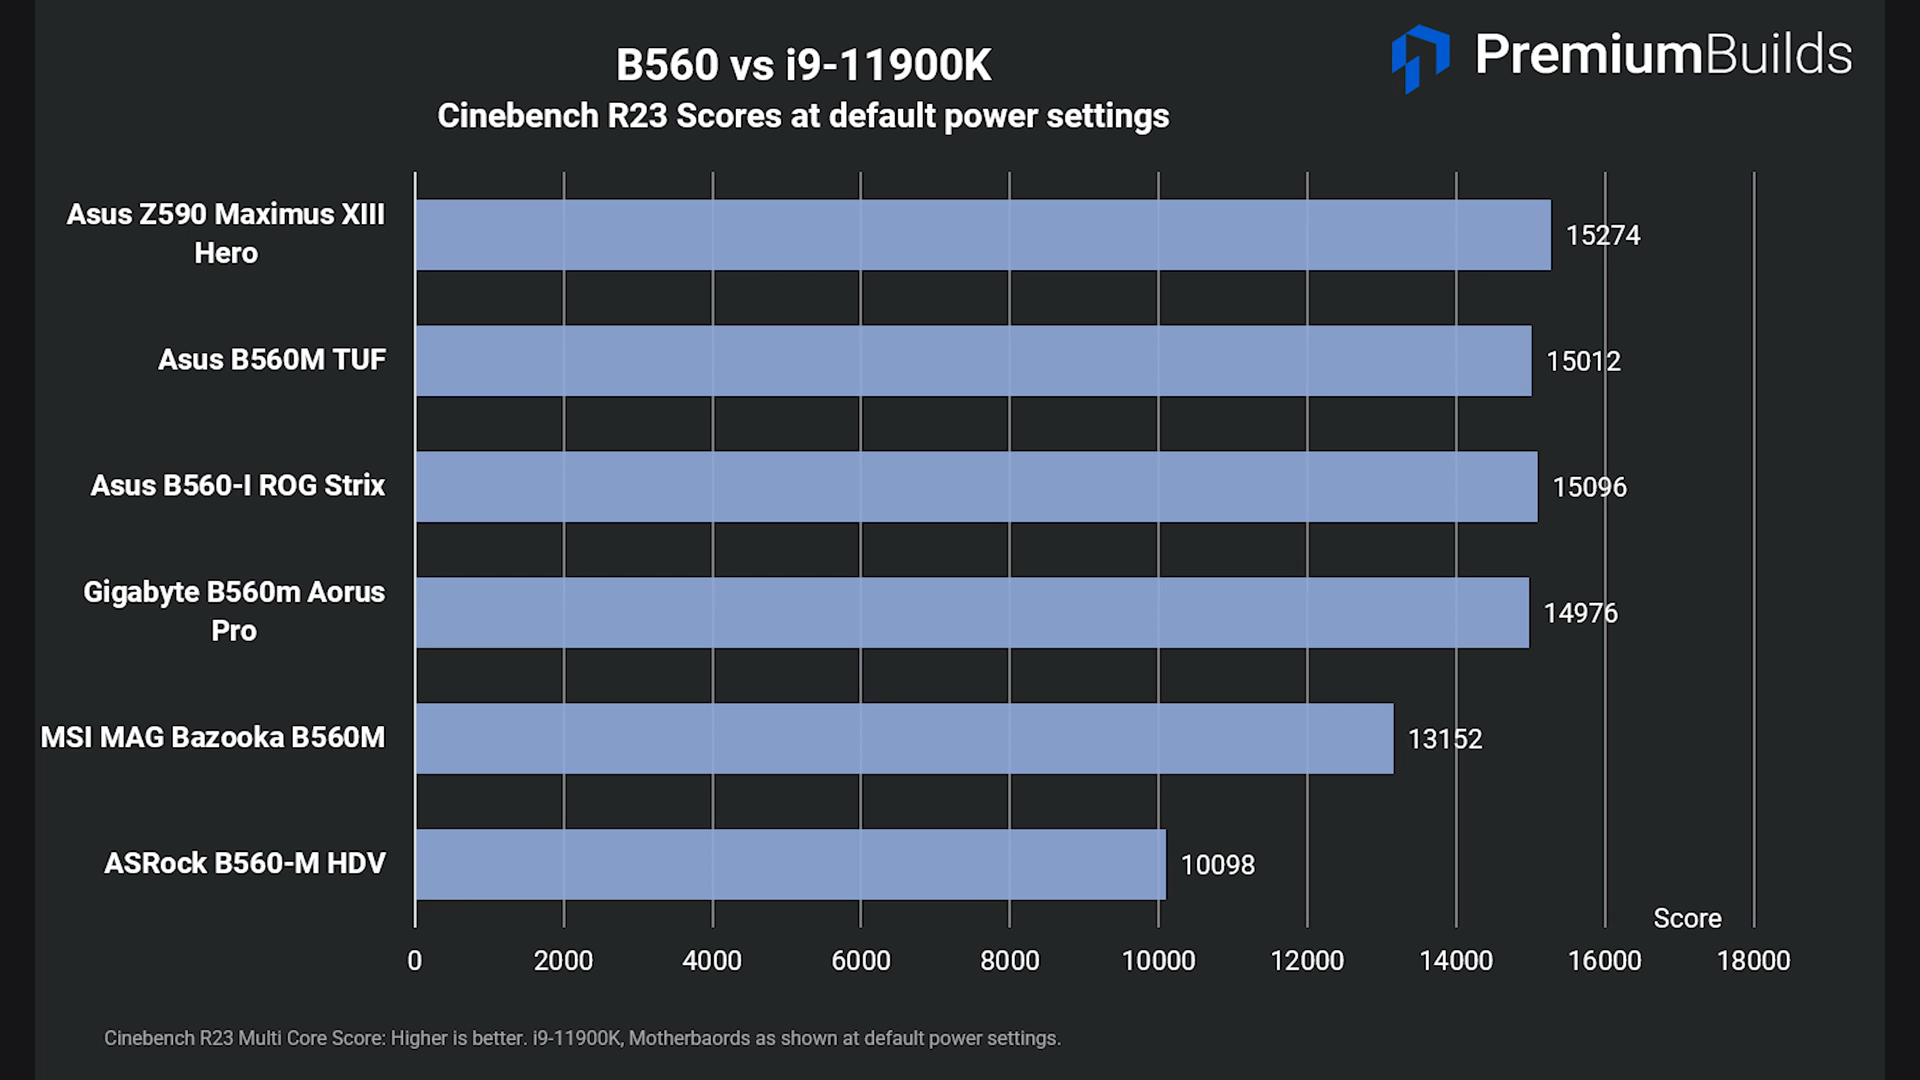 B560 vs i9-11900K
Cinebench R23 Scores at default power settings
PremiumBuilds
Asus Z590 Maximus XIII
Hero
15274
Asus B560M TUF
15012
Asus B560-I ROG Strix
15096
Gigabyte B560m Aorus
Pro
14976
MSI MAG Bazooka B560M
13152
ASRock B560-M HDV
10098
Score
0 2000 4000 6000 8000 10000 12000 14000 16000 18000
Cinebench R23 Multi Core Score: Higher is better. i9-11900K, Motherbaords as shown at default power settings.